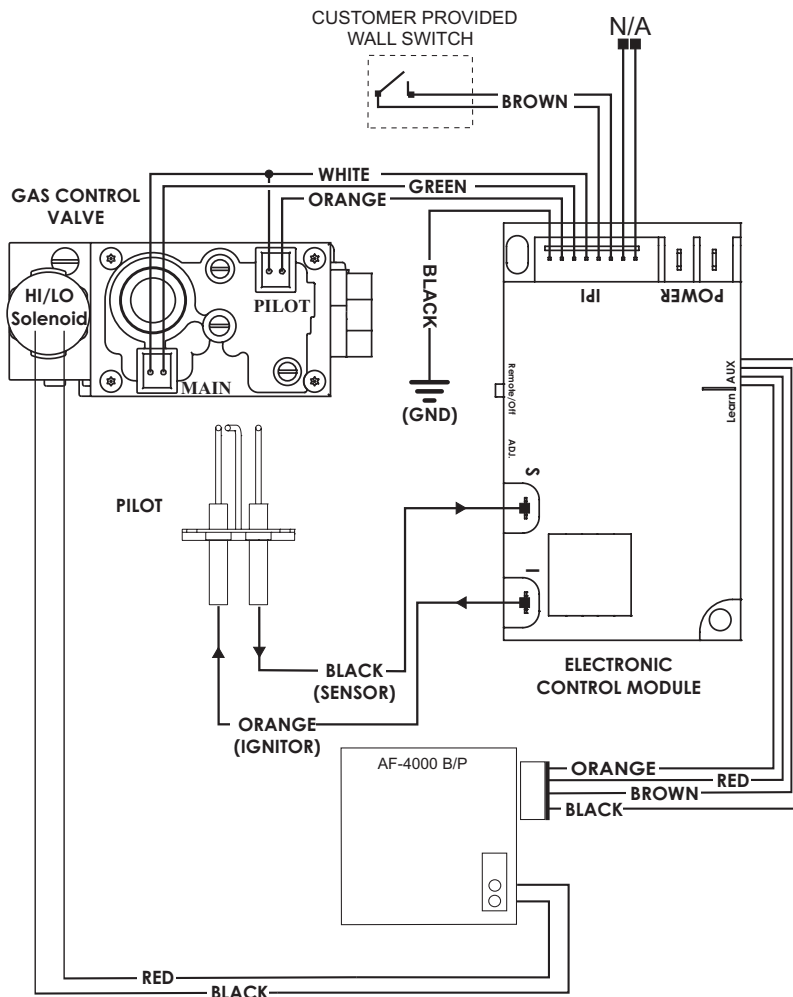 CUSTOMER PROVIDED
WALL SWITCH
N/A
BROWN
WHITE
GREEN
ORANGE
GAS CONTROL
VALVE
HI/LO
Solenoid
PILOT
MAIN
BLACK
(GND)
IPI
POWER
Remote/Off
ADJ.
AUX
Learn
S
I
PILOT
BLACK
(SENSOR)
ORANGE
(IGNITOR)
ELECTRONIC
CONTROL MODULE
AF-4000 B/P
ORANGE
RED
BROWN
BLACK
RED
BLACK